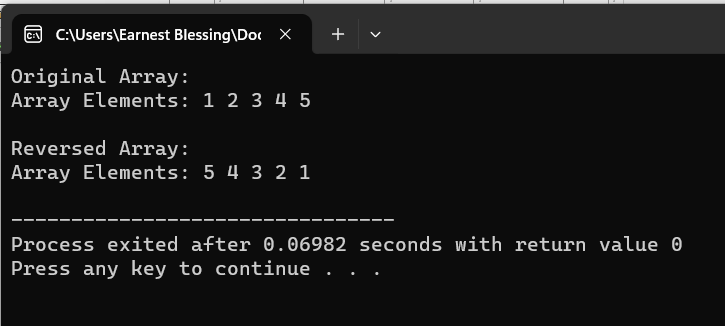 C:\Users\Earnest Blessing\Doc
Original Array:
Array Elements: 1 2 3 4 5
Reversed Array:
Array Elements: 5 4 3 2 1
--------------------------------
Process exited after 0.06982 seconds with return value 0
Press any key to continue . . .